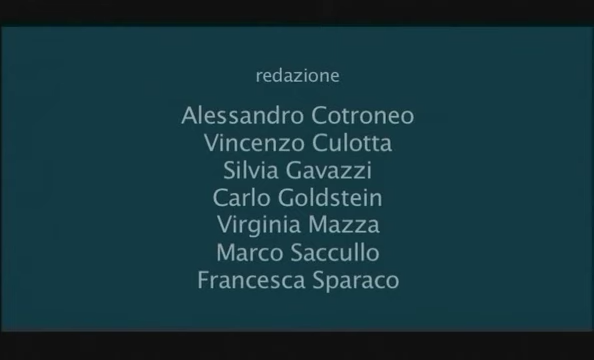 redazione
Alessandro Cotroneo
Vincenzo Culotta
Silvia Gavazzi
Carlo Goldstein
Virginia Mazza
Marco Saccullo
Francesca Sparaco